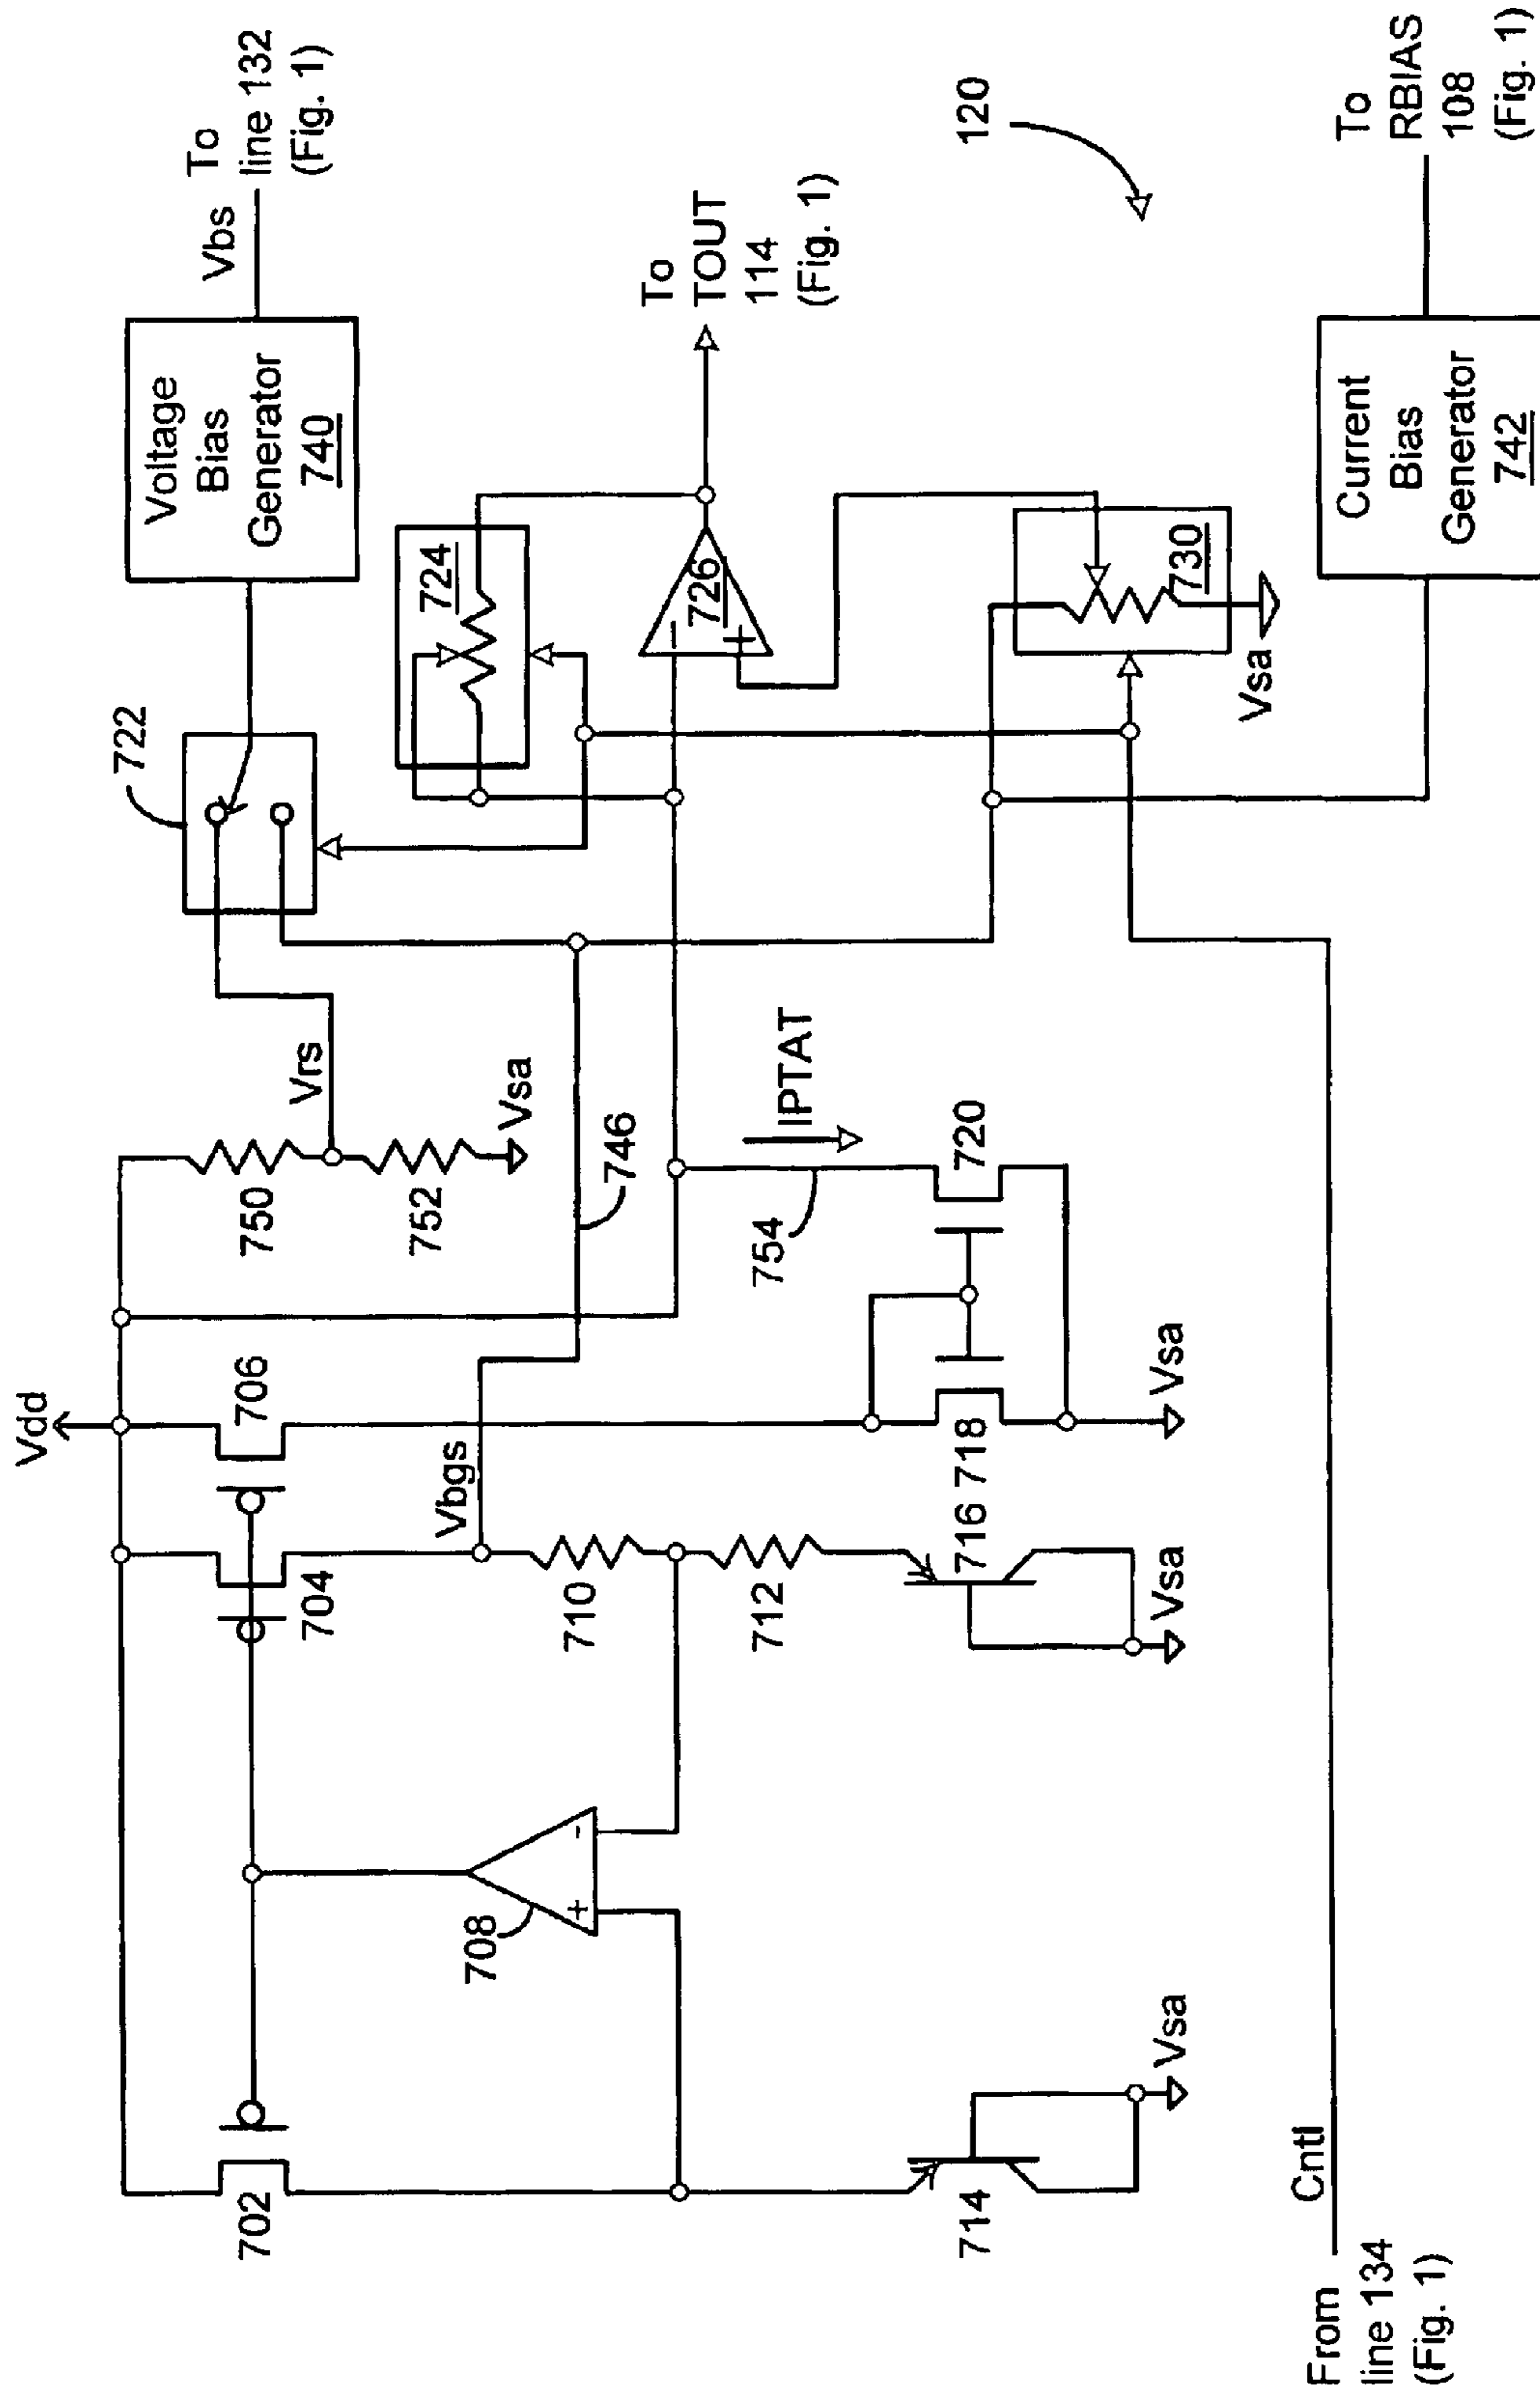 Vdd
702
704
706
708
+
-
Vbgs
710
712
714
716
718
720
Vsa
Vsa
Vsa
750
752
Vrs
Vsa
746
754
IPTAT
722
724
726
-
+
730
Vsa
Voltage
Bias
Generator
740
Vbs
To
line 132
(Fig. 1)
To
TOUT
114
(Fig. 1)
120
Current
Bias
Generator
742
To
RBIAS
108
(Fig. 1)
From
line 134
(Fig. 1)
Cntl